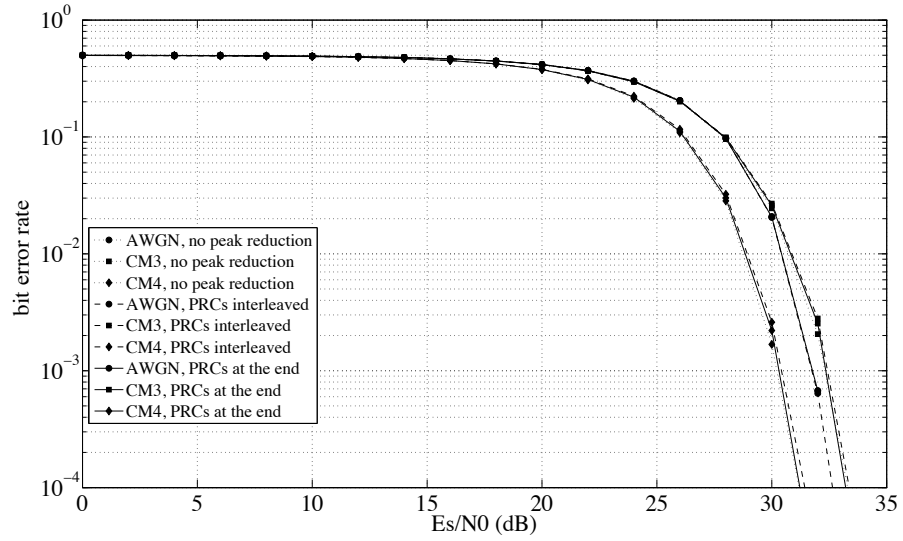 10^0
10^−1
10^−2
10^−3
10^−4
bit error rate
AWGN, no peak reduction
CM3, no peak reduction
CM4, no peak reduction
AWGN, PRCs interleaved
CM3, PRCs interleaved
CM4, PRCs interleaved
AWGN, PRCs at the end
CM3, PRCs at the end
CM4, PRCs at the end
0 5 10 15 20 25 30 35
Es/N0 (dB)